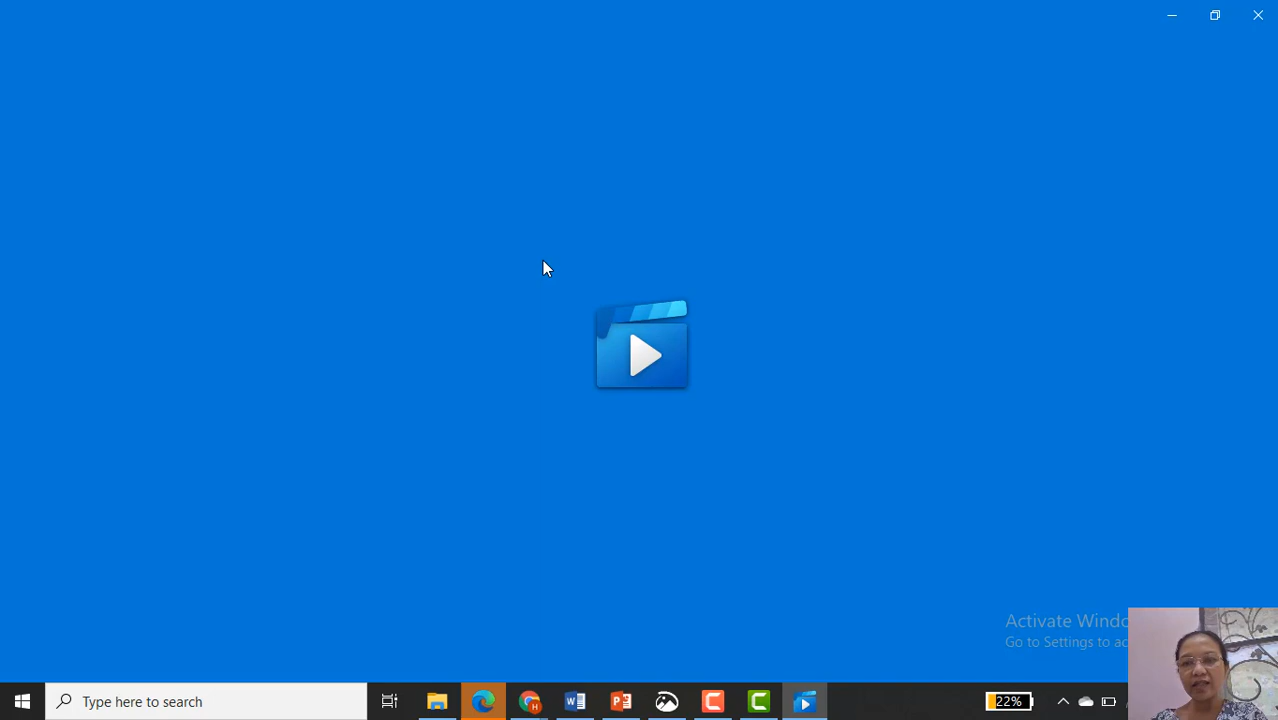 Activate Windo
Go to Settings to ac
Type here to search
H
W
P
C
C
22%